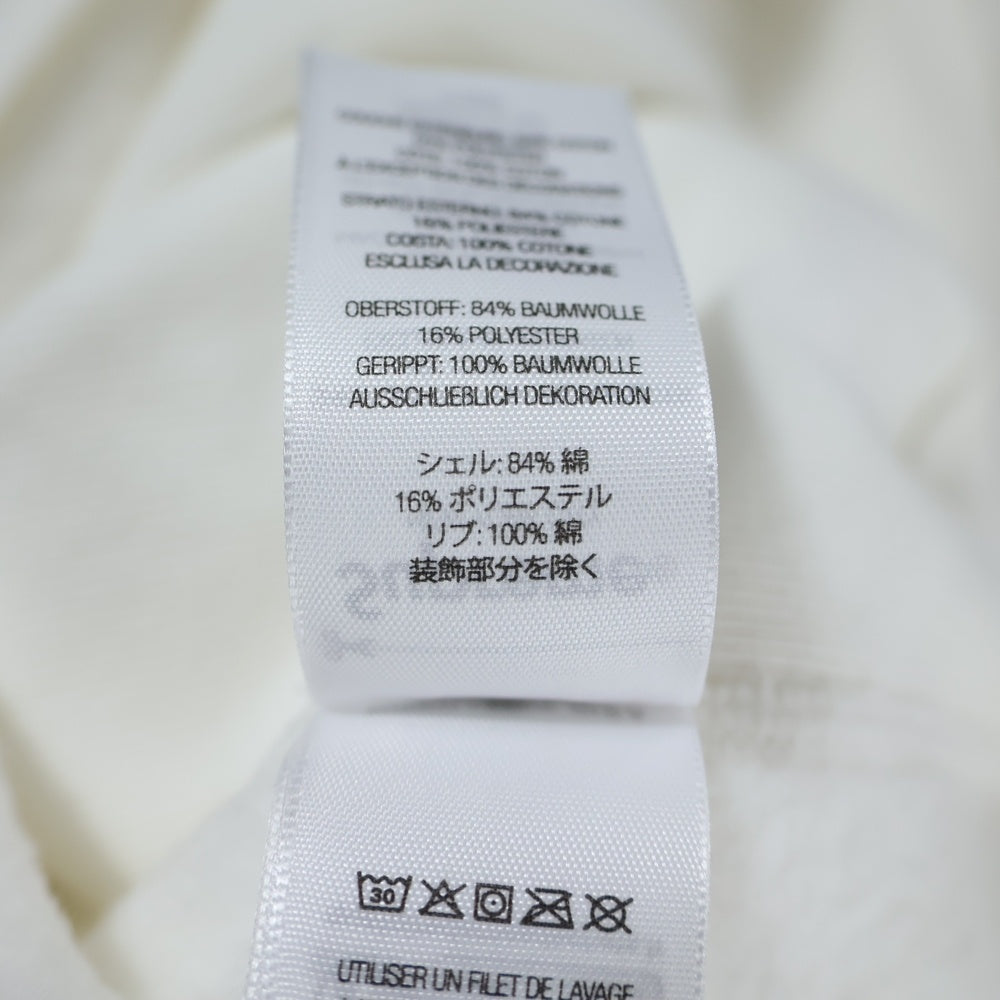 STRATO ESTERNO: 84% COTONE
16% POLIESTERE
COSTA: 100% COTONE
ESCLUSA LA DECORAZIONE
OBERSTOFF: 84% BAUMWOLLE
16% POLYESTER
GERIPPT: 100% BAUMWOLLE
AUSSCHLIEßLICH DEKORATION
シェル: 84% 綿
16% ポリエステル
リブ: 100% 綿
装飾部分を除く
30
UTILISER UN FILET DE LAVAGE